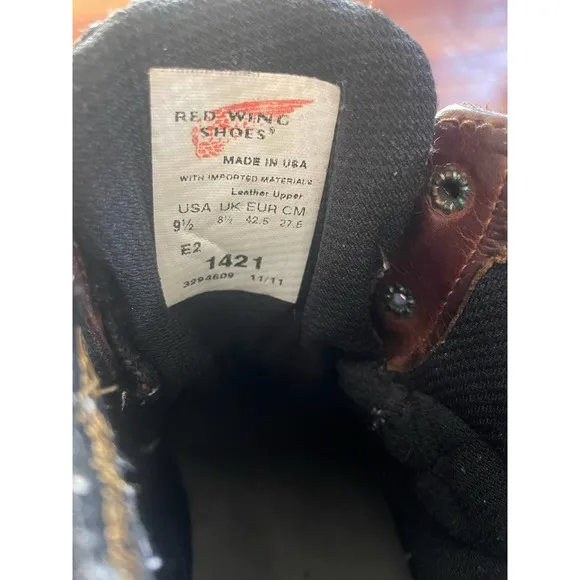 RED WING
SHOES®
MADE IN USA
WITH IMPORTED MATERIALS
Leather Upper
USA UK EUR CM
9½ 8½ 42.5 27.5
E2
1421
3294609 11/11